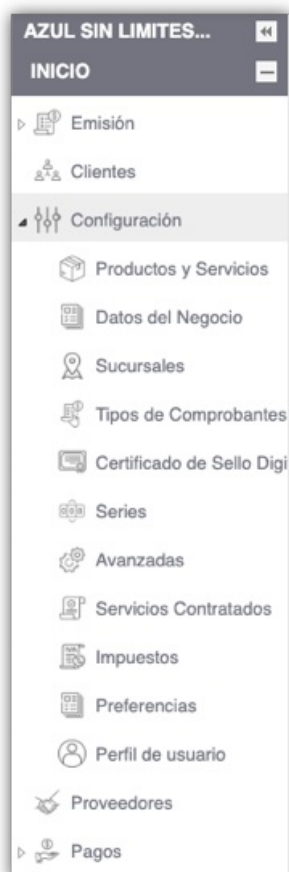 AZUL SIN LIMITES...
INICIO
Emisión
Clientes
Configuración
Productos y Servicios
Datos del Negocio
Sucursales
Tipos de Comprobantes
Certificado de Sello Digi
Series
Avanzadas
Servicios Contratados
Impuestos
Preferencias
Perfil de usuario
Proveedores
Pagos